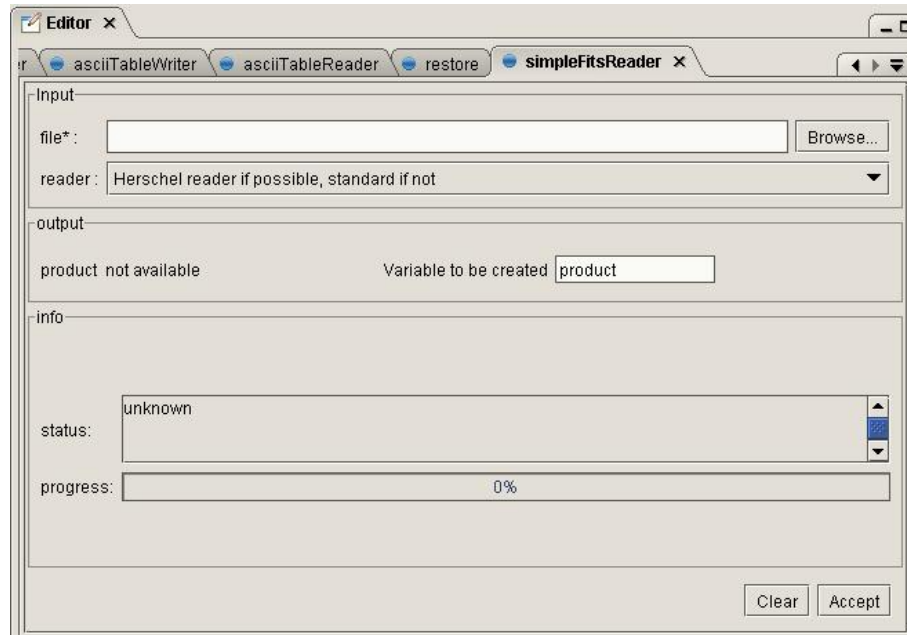 Editor
r asciiTableWriter asciiTableReader restore simpleFitsReader
Input
file* : Browse...
reader : Herschel reader if possible, standard if not
output
product not available Variable to be created product
info
unknown
status:
progress: 0%
Clear Accept